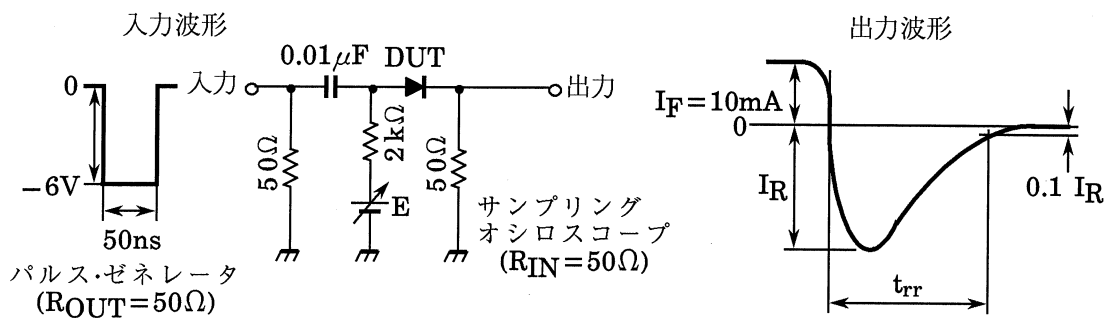 入力波形
0
−6V
50ns
パルス・ゼネレータ
(ROUT=50Ω)
入力
0.01μF
DUT
出力
50Ω
2kΩ
E
50Ω
サンプリング
オシロスコープ
(RIN=50Ω)
出力波形
IF=10mA
0
IR
0.1 IR
trr